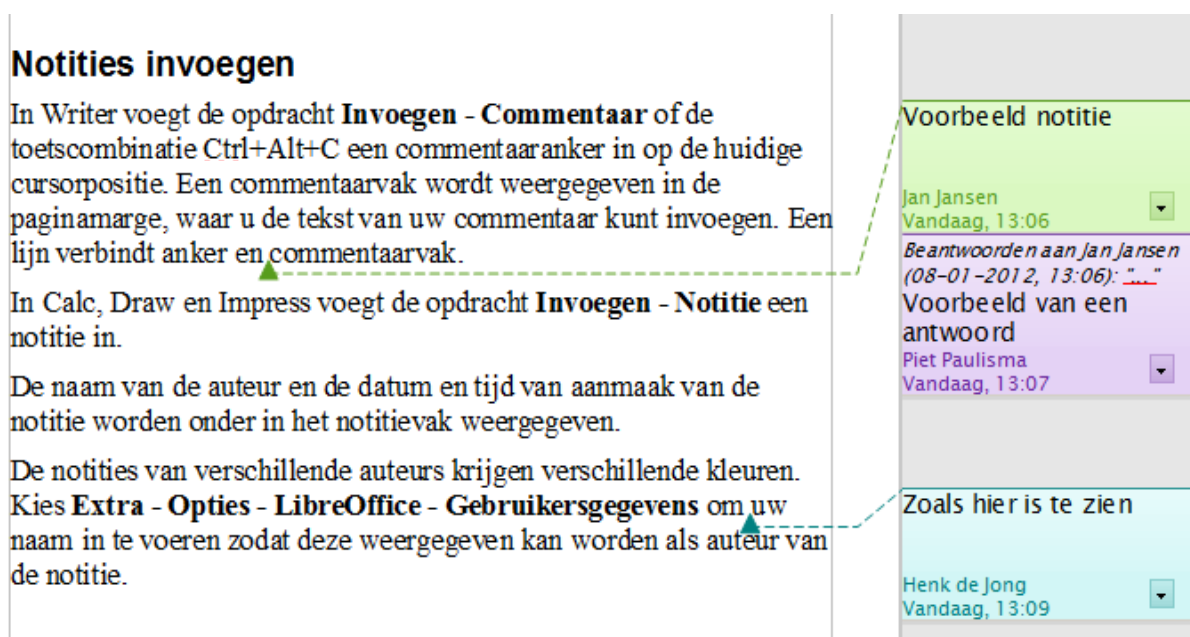 Notities invoegen
In Writer voegt de opdracht Invoegen - Commentaar of de
toetscombinatie Ctrl+Alt+C een commentaaranker in op de huidige
cursorpositie. Een commentaarvak wordt weergegeven in de
paginamarge, waar u de tekst van uw commentaar kunt invoegen. Een
lijn verbindt anker en commentaarvak.
In Calc, Draw en Impress voegt de opdracht Invoegen - Notitie een
notitie in.
De naam van de auteur en de datum en tijd van aanmaak van de
notitie worden onder in het notitievak weergegeven.
De notities van verschillende auteurs krijgen verschillende kleuren.
Kies Extra - Opties - LibreOffice - Gebruikersgegevens om uw
naam in te voeren zodat deze weergegeven kan worden als auteur van
de notitie.
Voorbeeld notitie
Jan Jansen
Vandaag, 13:06
Beantwoorden aan Jan Jansen
(08-01-2012, 13:06): "..."
Voorbeeld van een
antwoord
Piet Paulisma
Vandaag, 13:07
Zoals hier is te zien
Henk de Jong
Vandaag, 13:09